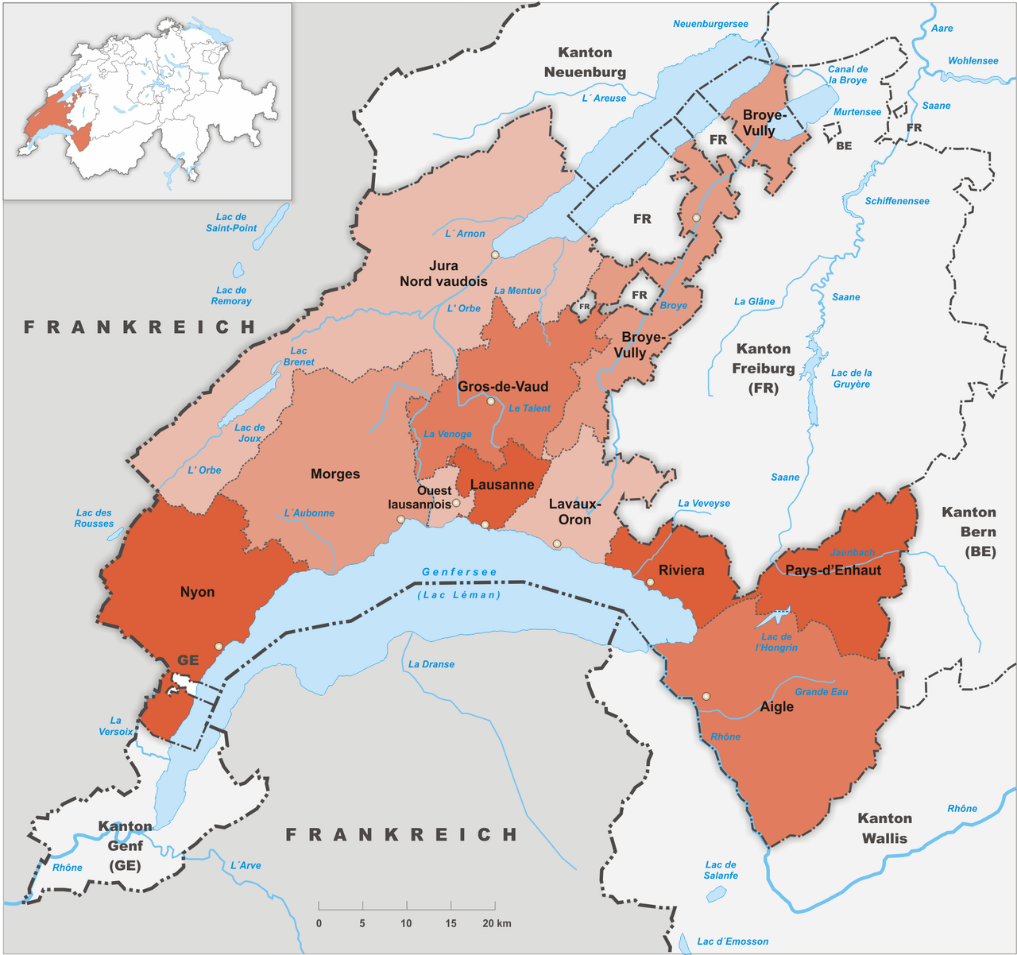 Neuenburgersee
Aare
Kanton
Neuenburg
Wohlensee
Canal de
la Broye
L´Areuse
Murtensee
Saane
Broye-
Vully
FR
FR
BE
Lac de
Saint-Point
Schiffenensee
FR
L´Arnon
Jura
Nord vaudois
Lac de
Remoray
La Mentue
FR
FR
Saane
La Glâne
L' Orbe
Broye
FRANKREICH
Broye-
Vully
Lac
Brenet
Kanton
Freiburg
(FR)
Lac de la
Gruyère
Gros-de-Vaud
Le Talent
Lac de
Joux
La Venoge
L' Orbe
Morges
Lausanne
Saane
Ouest
lausannois
Lavaux-
Oron
La Veveyse
Lac des
Rousses
L´Aubonne
Kanton
Bern
(BE)
Jaunbach
Pays-d'Enhaut
Genfersee
(Lac Léman)
Riviera
Nyon
Lac de
l'Hongrin
GE
La Dranse
Grande Eau
Aigle
La
Versoix
Rhône
Rhône
Kanton
Genf
(GE)
FRANKREICH
Kanton
Wallis
Rhône
L´Arve
Lac de
Salanfe
0 5 10 15 20 km
Lac d´Emosson